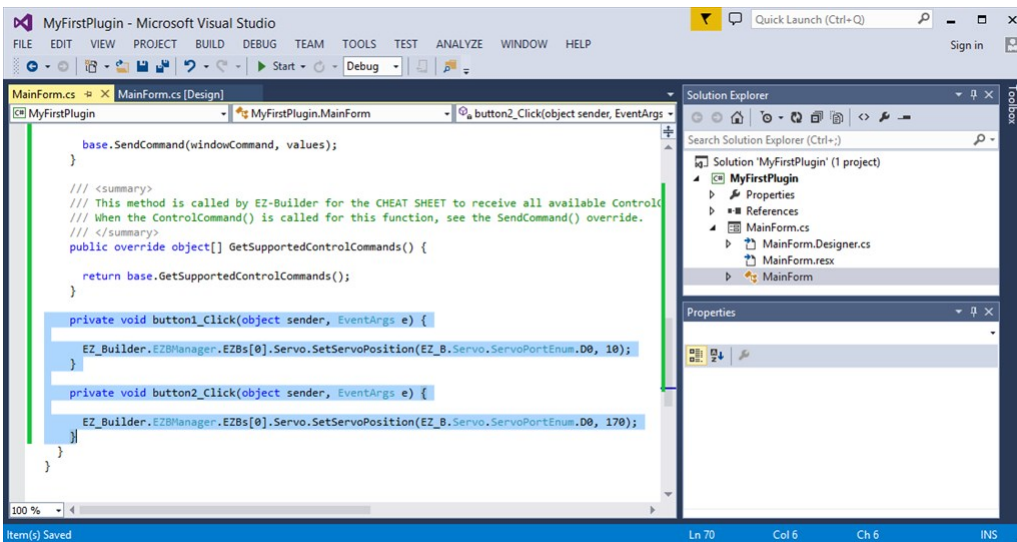 MyFirstPlugin - Microsoft Visual Studio
Quick Launch (Ctrl+Q)
FILE EDIT VIEW PROJECT BUILD DEBUG TEAM TOOLS TEST ANALYZE WINDOW HELP
Sign in
Start
Debug
MainForm.cs
MainForm.cs [Design]
MyFirstPlugin
MyFirstPlugin.MainForm
button2_Click(object sender, EventArgs
base.SendCommand(windowCommand, values);
}
/// <summary>
/// This method is called by EZ-Builder for the CHEAT SHEET to receive all available Control
/// When the ControlCommand() is called for this function, see the SendCommand() override.
/// </summary>
public override object[] GetSupportedControlCommands() {
return base.GetSupportedControlCommands();
}
private void button1_Click(object sender, EventArgs e) {
EZ_Builder.EZBManager.EZBs[0].Servo.SetServoPosition(EZ_B.Servo.ServoPortEnum.D0, 10);
}
private void button2_Click(object sender, EventArgs e) {
EZ_Builder.EZBManager.EZBs[0].Servo.SetServoPosition(EZ_B.Servo.ServoPortEnum.D0, 170);
}
}
}
100 %
Solution Explorer
Search Solution Explorer (Ctrl+;)
Solution 'MyFirstPlugin' (1 project)
C# MyFirstPlugin
Properties
References
MainForm.cs
MainForm.Designer.cs
MainForm.resx
MainForm
Properties
Toolbox
Item(s) Saved
Ln 70 Col 6 Ch 6 INS